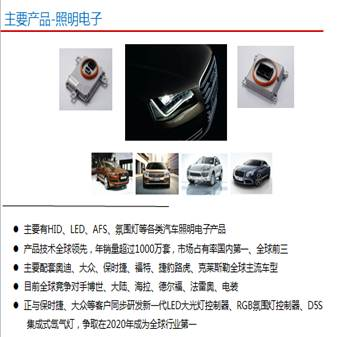 主要产品-照明电子
主要有HID、LED、AFS、氛围灯等各类汽车照明电子产品
产品技术全球领先，年销量超过1000万套，市场占有率国内第一、全球前三
主要配套奥迪、大众、保时捷、福特、捷豹路虎、克莱斯勒全球主流车型
目前全球竞争对手博世、大陆、海拉、德尔福、法雷奥、电装
正与保时捷、大众等客户同步研发新一代LED大光灯控制器、RGB氛围灯控制器、DSS
集成式氙气灯，争取在2020年成为全球行业第一